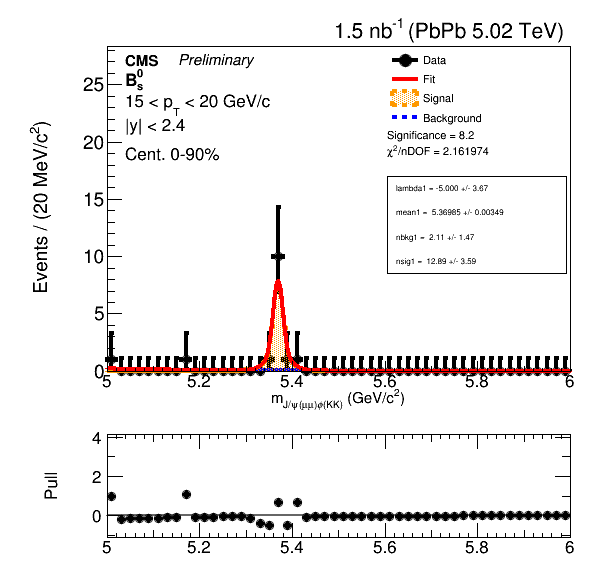 1.5 nb⁻¹ (PbPb 5.02 TeV)
CMS Preliminary
B⁰ₛ
15 < p_T < 20 GeV/c
|y| < 2.4
Cent. 0-90%
Data
Fit
Signal
Background
Significance = 8.2
χ²/nDOF = 2.161974
lambda1 = -5.000 +/- 3.67
mean1 = 5.36985 +/- 0.00349
nbkg1 = 2.11 +/- 1.47
nsig1 = 12.89 +/- 3.59
Events / (20 MeV/c²)
25
20
15
10
5
0
5 5.2 5.4 5.6 5.8 6
m_J/ψ(μμ)φ(KK) (GeV/c²)
Pull
4
2
0
5 5.2 5.4 5.6 5.8 6